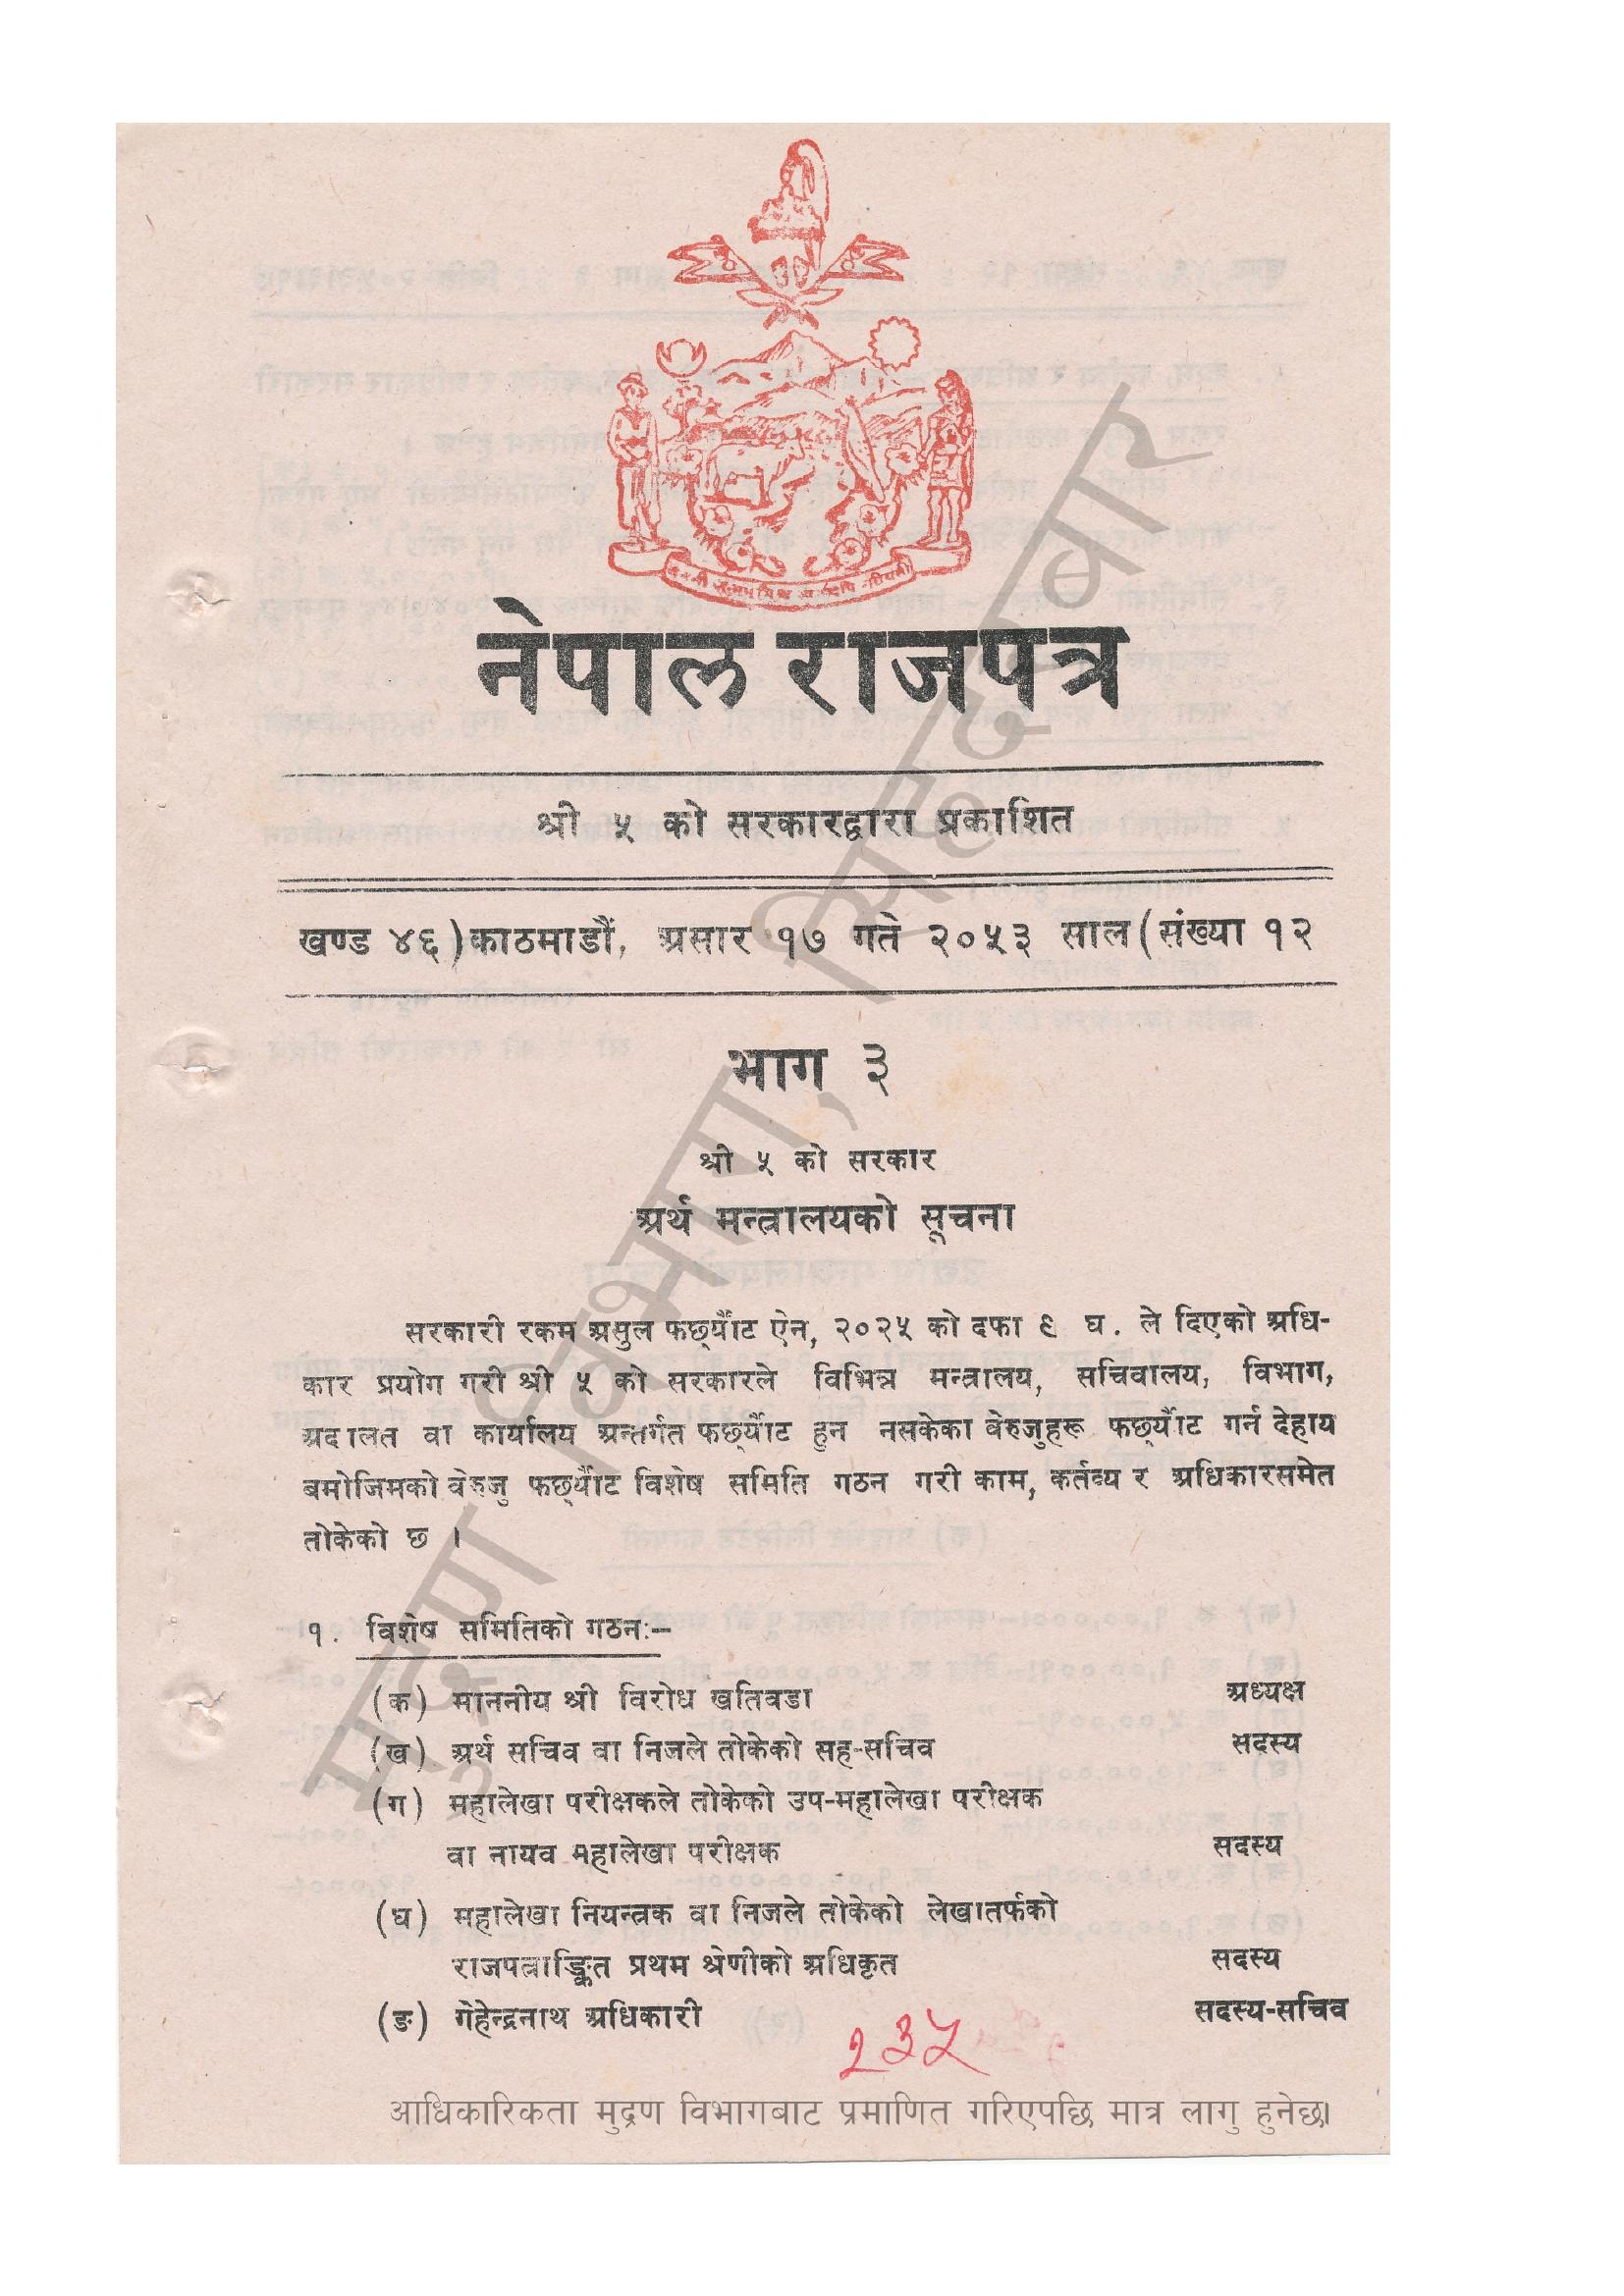 नेपाल राजपत्र
श्री ५ को सरकारद्वारा प्रकाशित
खण्ड ४६) काठमाडौं, असार १७ गते २०५३ साल (संख्या १२
भाग ३
श्री ५ को सरकार
अर्थ मन्त्रालयको सूचना
सरकारी रकम असुल फछ्र्यौट ऐन, २०२५ को दफा ९ घ. ले दिएको अधि-
कार प्रयोग गरी श्री ५ को सरकारले विभिन्न मन्त्रालय, सचिवालय, विभाग,
अदालत वा कार्यालय अन्तर्गत फछ्र्यौट हुन नसकेका बेरुजुहरू फछ्र्यौट गर्न देहाय
बमोजिमको बेरुजु फछ्र्यौट विशेष समिति गठन गरी काम, कर्तव्य र अधिकारसमेत
तोकेको छ ।
१. विशेष समितिको गठन:-
(क) माननीय श्री विरोध खतिवडा अध्यक्ष
(ख) अर्थ सचिव वा निजले तोकेको सह-सचिव सदस्य
(ग) महालेखा परीक्षकले तोकेको उप-महालेखा परीक्षक
वा नायव महालेखा परीक्षक सदस्य
(घ) महालेखा नियन्त्रक वा निजले तोकेको लेखातर्फको
राजपत्राङ्कित प्रथम श्रेणीको अधिकृत सदस्य
(ङ) गेहेन्द्रनाथ अधिकारी सदस्य-सचिव
२३५
मुद्रण विभाग, सिंहदरवार
आधिकारिकता मुद्रण विभागबाट प्रमाणित गरिएपछि मात्र लागु हुनेछ।